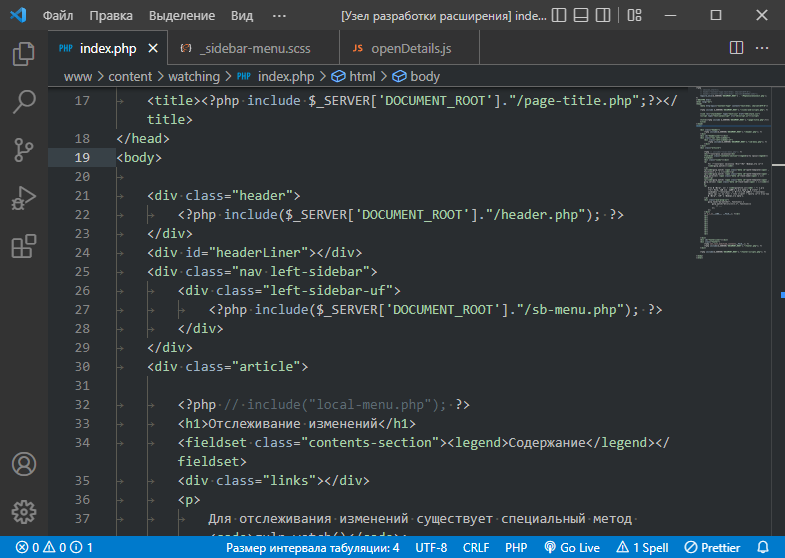 Файл Правка Выделение Вид ··· [Узел разработки расширения] inde...
PHP index.php _sidebar-menu.scss JS openDetails.js ···
www > content > watching > PHP index.php > html > body
17 <title><?php include $_SERVER['DOCUMENT_ROOT']."/page-title.php";?></
title>
18 </head>
19 <body>
20
21 <div class="header">
22 <?php include($_SERVER['DOCUMENT_ROOT']."/header.php"); ?>
23 </div>
24 <div id="headerLiner"></div>
25 <div class="nav left-sidebar">
26 <div class="left-sidebar-uf">
27 <?php include($_SERVER['DOCUMENT_ROOT']."/sb-menu.php"); ?>
28 </div>
29 </div>
30 <div class="article">
31
32 <?php // include("local-menu.php"); ?>
33 <h1>Отслеживание изменений</h1>
34 <fieldset class="contents-section"><legend>Содержание</legend></
fieldset>
35 <div class="links"></div>
36 <p>
37 Для отслеживания изменений существует специальный метод
<code>gulp.watch()</code>
0 0 1 Размер интервала табуляции: 4 UTF-8 CRLF PHP Go Live 1 Spell Prettier